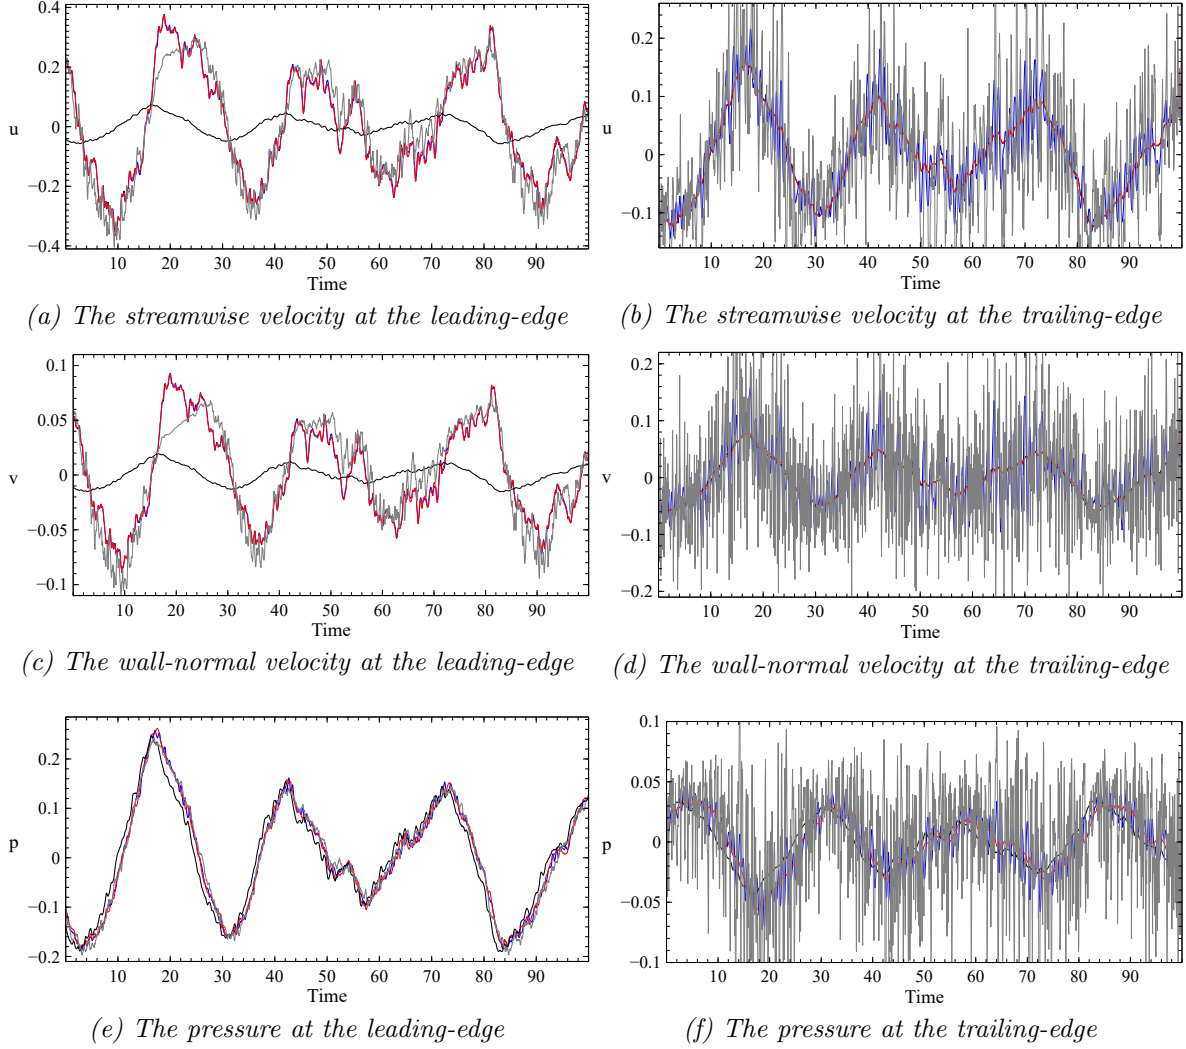 0.4
0.2
0
−0.2
−0.4
u
10 20 30 40 50 60 70 80 90
Time
(a) The streamwise velocity at the leading-edge
0.2
0.1
0
−0.1
u
10 20 30 40 50 60 70 80 90
Time
(b) The streamwise velocity at the trailing-edge
0.1
0.05
0
−0.05
−0.1
v
10 20 30 40 50 60 70 80 90
Time
(c) The wall-normal velocity at the leading-edge
0.2
0.1
0
−0.1
−0.2
v
10 20 30 40 50 60 70 80 90
Time
(d) The wall-normal velocity at the trailing-edge
0.2
0.1
0
−0.1
−0.2
p
10 20 30 40 50 60 70 80 90
Time
(e) The pressure at the leading-edge
0.1
0.05
0
−0.05
−0.1
p
10 20 30 40 50 60 70 80 90
Time
(f) The pressure at the trailing-edge